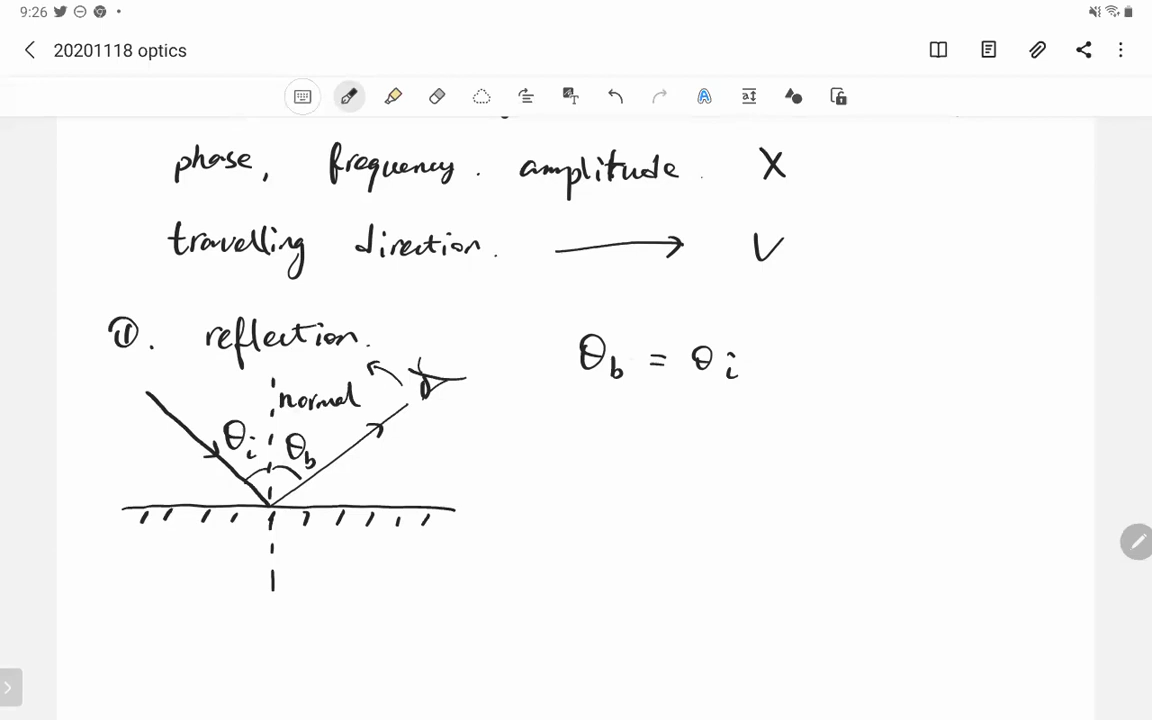 9:26
20201118 optics
phase, frequency. amplitude. X
travelling direction. ⟶ V
①. reflection.
θb = θi
normal
θi θb